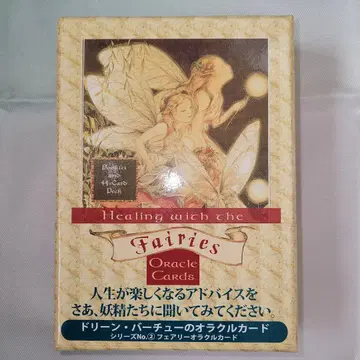 Booklet
and
44-Card
Deck
Healing with the
Fairies
Oracle
Cards
人生が楽しくなるアドバイスを
さあ、妖精たちに聞いてみてください。
ドリーン・バーチューのオラクルカード
シリーズNo.② フェアリーオラクルカード